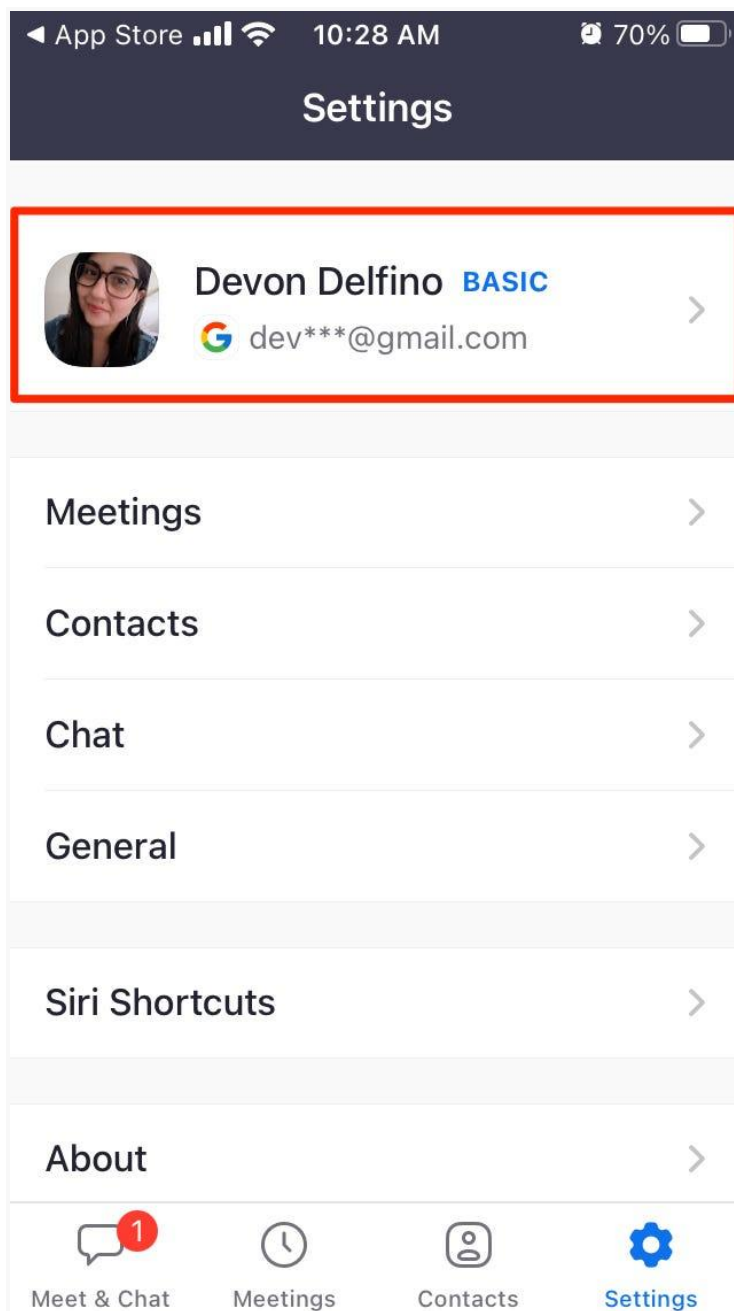 App Store 10:28 AM 70%
Settings
Devon Delfino BASIC
dev***@gmail.com
Meetings
Contacts
Chat
General
Siri Shortcuts
About
1
Meet & Chat Meetings Contacts Settings